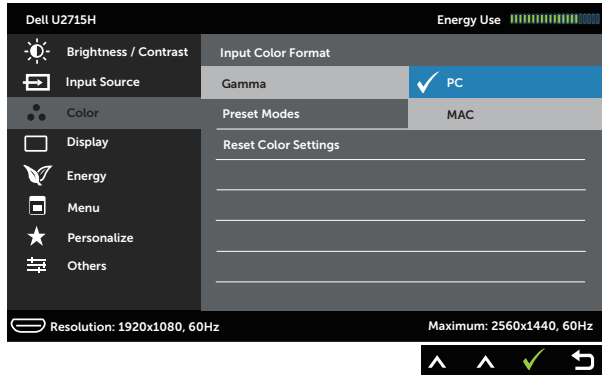 Dell U2715H Energy Use
Brightness / Contrast Input Color Format
Input Source Gamma PC
Color Preset Modes MAC
Display Reset Color Settings
Energy
Menu
Personalize
Others
Resolution: 1920x1080, 60Hz Maximum: 2560x1440, 60Hz